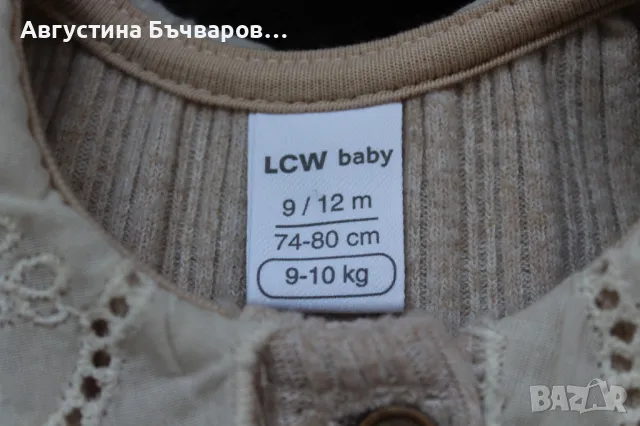 Августина Бъчваров...
LCW baby
9 / 12 m
74-80 cm
9-10 kg
BAZAR